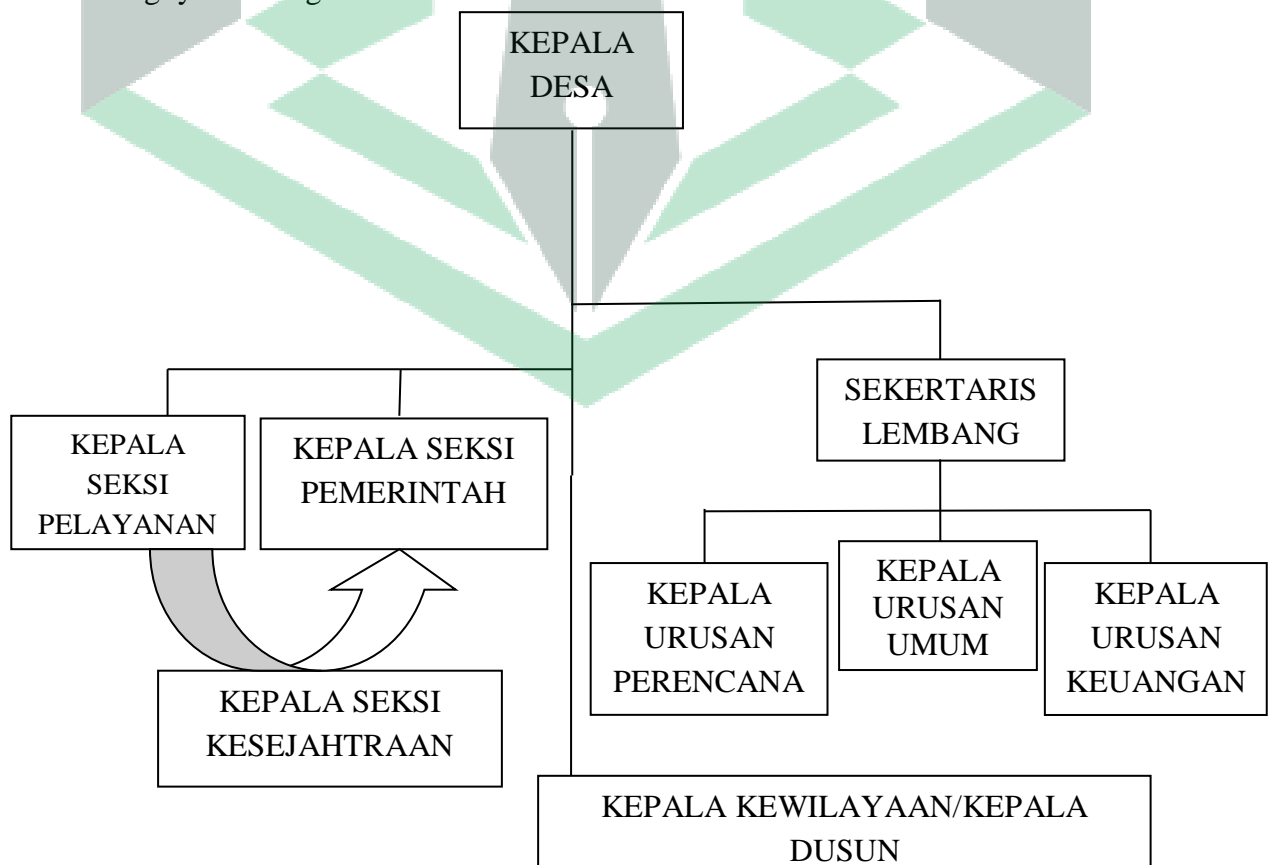 KEPALA
DESA
SEKERTARIS
LEMBANG
KEPALA
SEKSI
PELAYANAN
KEPALA SEKSI
PEMERINTAH
KEPALA
URUSAN
PERENCANA
KEPALA
URUSAN
UMUM
KEPALA
URUSAN
KEUANGAN
KEPALA SEKSI
KESEJAHTRAAN
KEPALA KEWILAYAAN/KEPALA
DUSUN